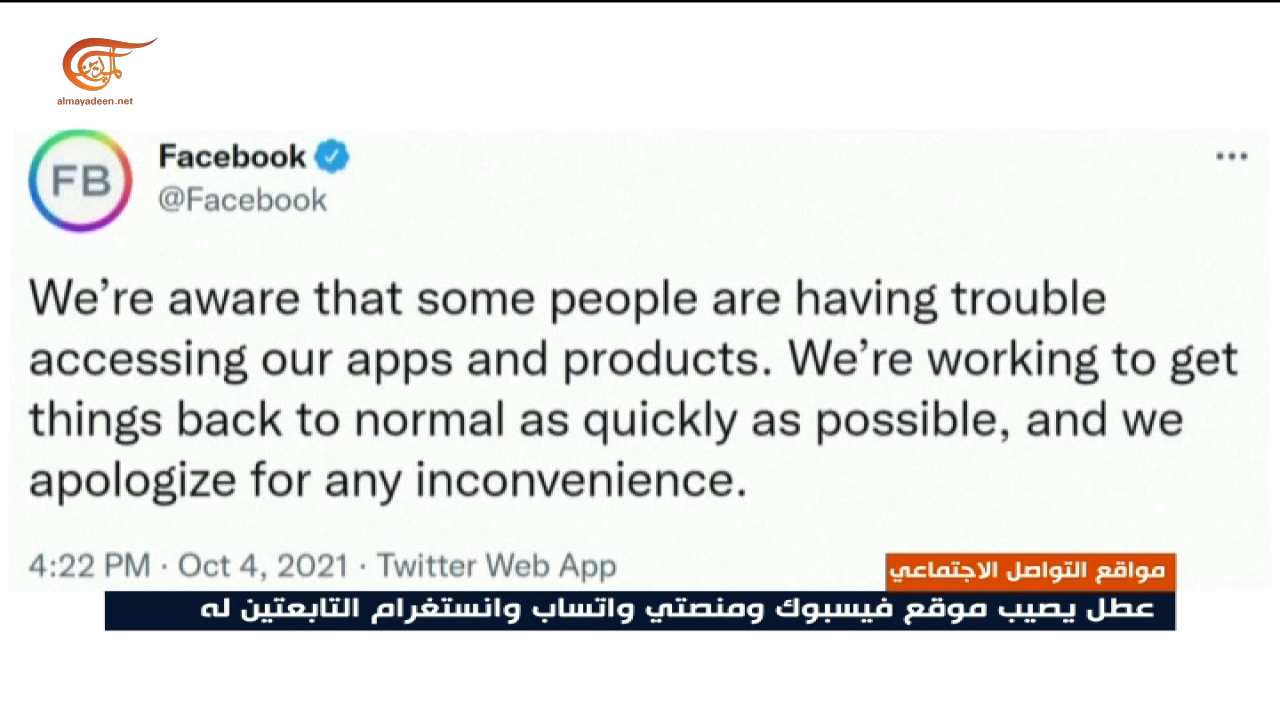 الميادين
almayadeen.net
FB
Facebook
@Facebook
We’re aware that some people are having trouble
accessing our apps and products. We’re working to get
things back to normal as quickly as possible, and we
apologize for any inconvenience.
4:22 PM · Oct 4, 2021 · Twitter Web App
مواقع التواصل الاجتماعي
عطل يصيب موقع فيسبوك ومنصتي واتساب وانستغرام التابعتين له